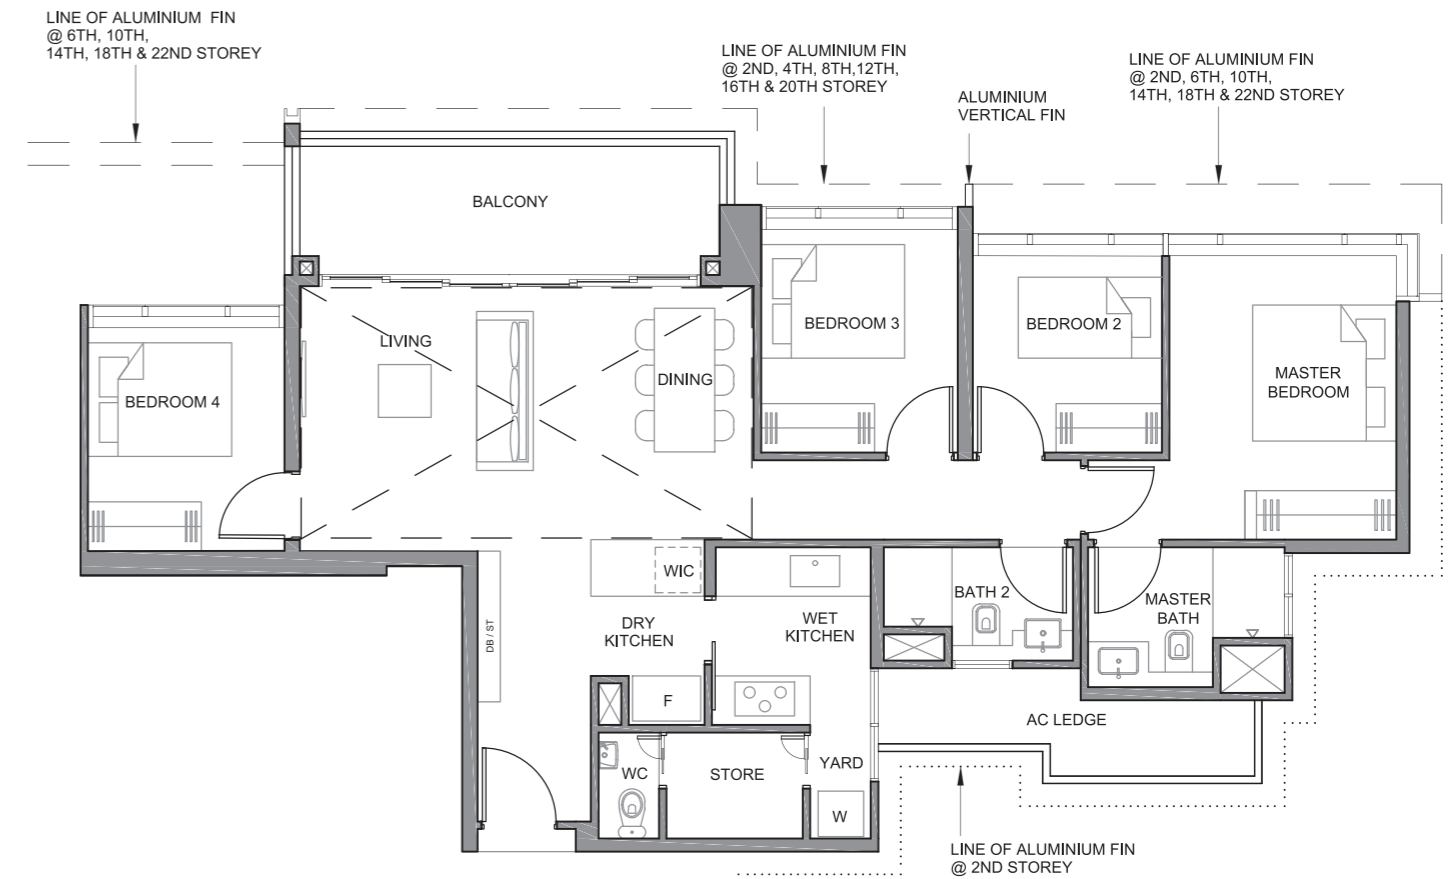 LINE OF ALUMINIUM FIN
@ 6TH, 10TH,
14TH, 18TH & 22ND STOREY
LINE OF ALUMINIUM FIN
@ 2ND, 4TH, 8TH,12TH,
16TH & 20TH STOREY
ALUMINIUM
VERTICAL FIN
LINE OF ALUMINIUM FIN
@ 2ND, 6TH, 10TH,
14TH, 18TH & 22ND STOREY
BALCONY
BEDROOM 4
LIVING
DINING
BEDROOM 3
BEDROOM 2
MASTER
BEDROOM
WIC
DRY
KITCHEN
WET
KITCHEN
BATH 2
MASTER
BATH
DB / ST
F
AC LEDGE
WC
STORE
YARD
W
LINE OF ALUMINIUM FIN
@ 2ND STOREY